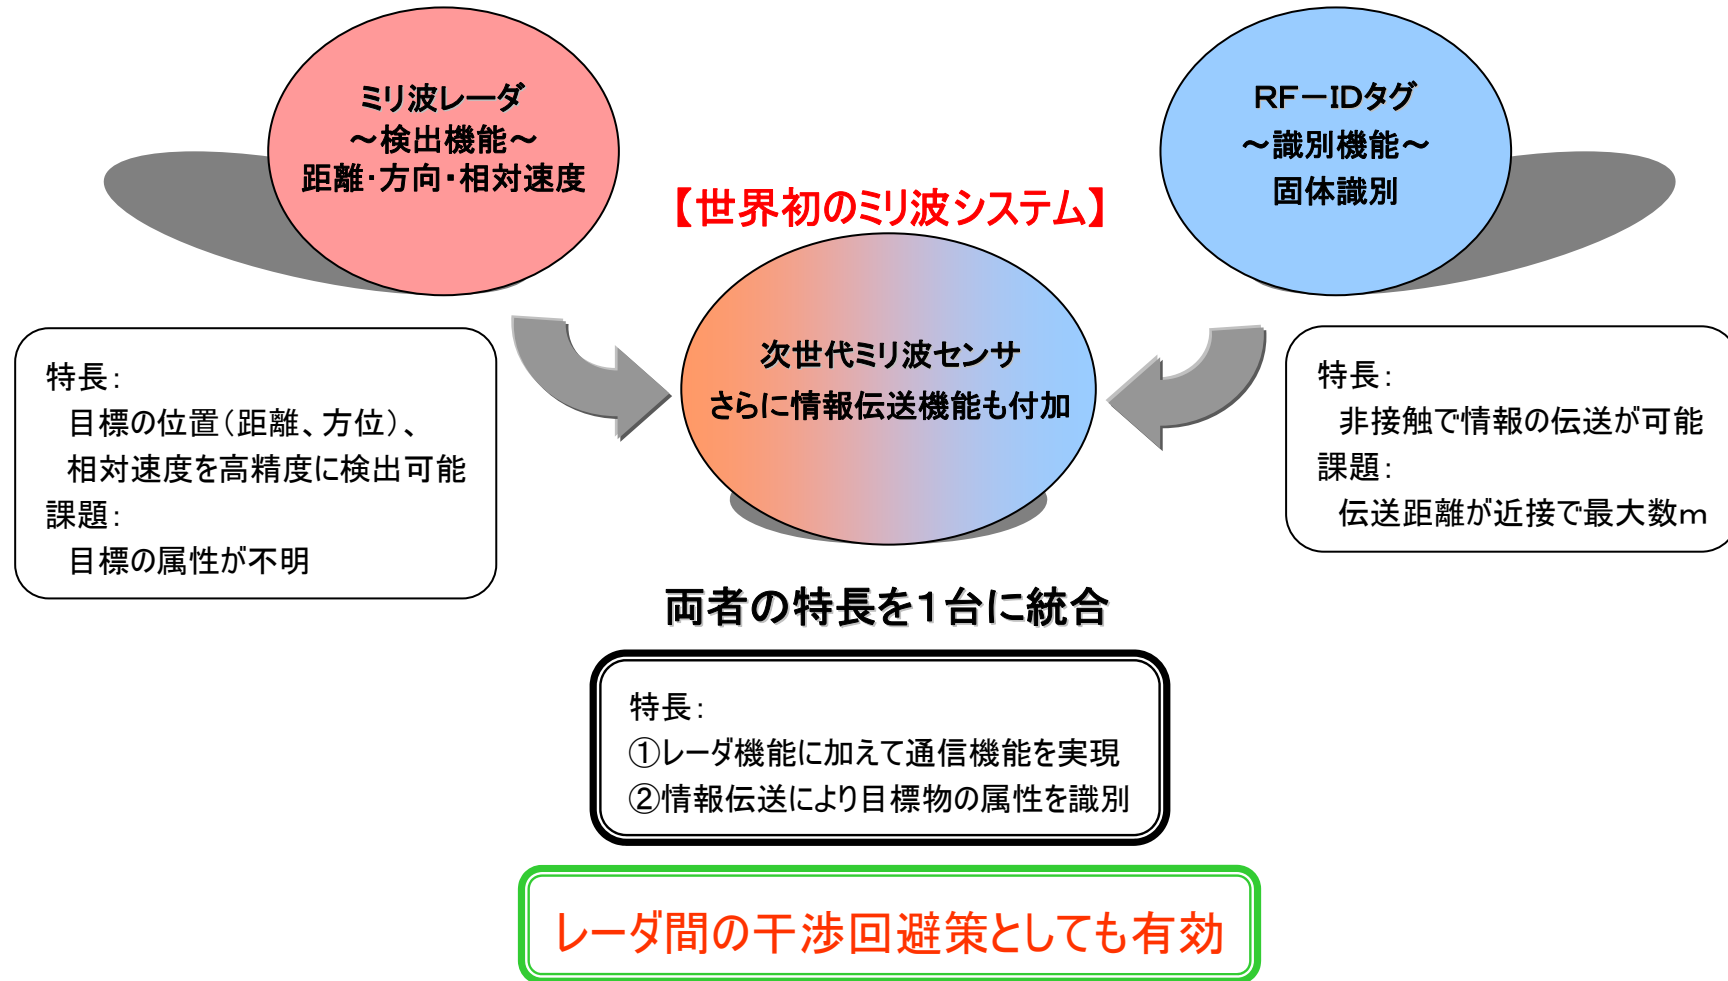 ミリ波レーダ
～検出機能～
距離・方向・相対速度
RF－IDタグ
～識別機能～
固体識別
【世界初のミリ波システム】
次世代ミリ波センサ
さらに情報伝送機能も付加
特長：
目標の位置（距離、方位）、
相対速度を高精度に検出可能
課題：
目標の属性が不明
特長：
非接触で情報の伝送が可能
課題：
伝送距離が近接で最大数ｍ
両者の特長を１台に統合
特長：
①レーダ機能に加えて通信機能を実現
②情報伝送により目標物の属性を識別
レーダ間の干渉回避策としても有効